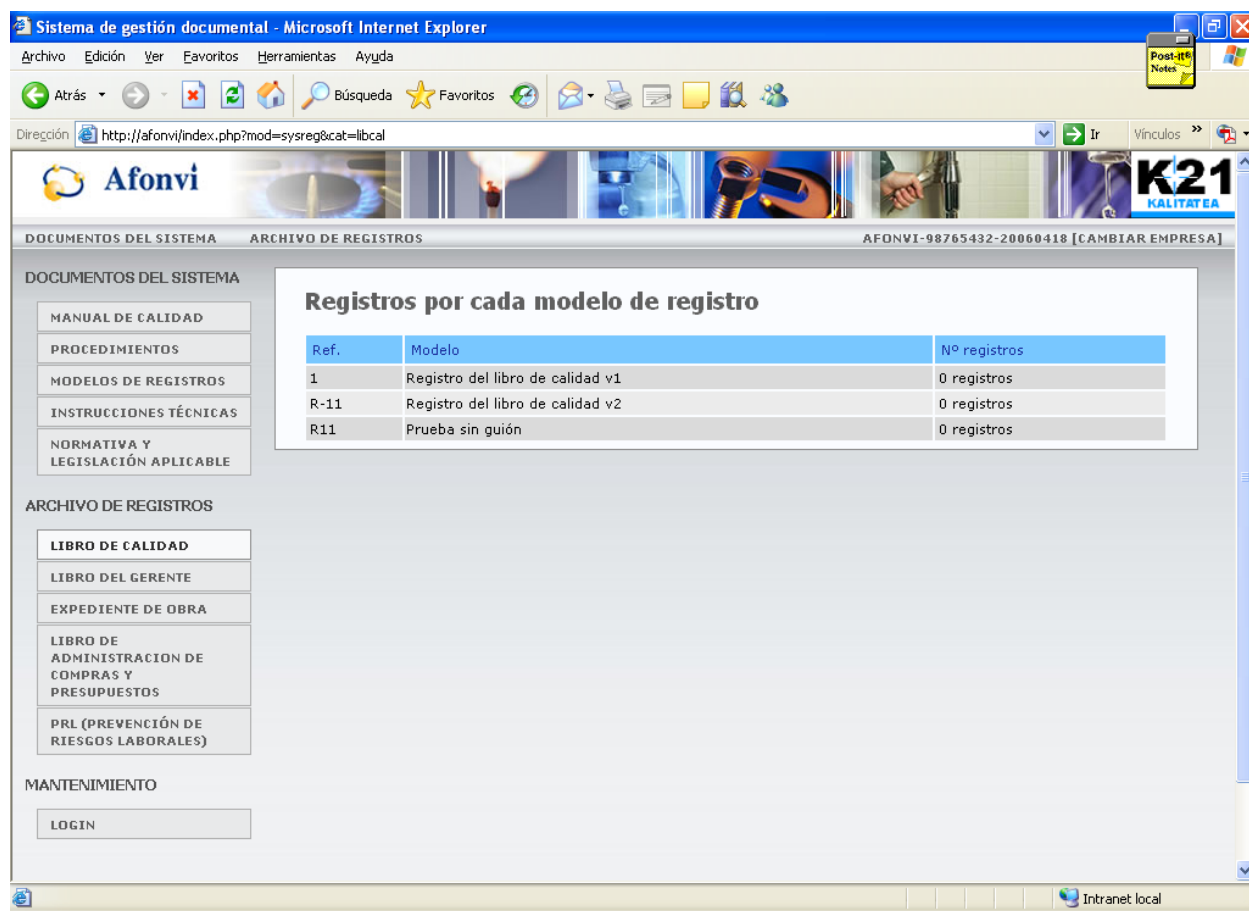 Sistema de gestión documental - Microsoft Internet Explorer
Archivo Edición Ver Favoritos Herramientas Ayuda
Post-it®
Notes
Atrás Búsqueda Favoritos
Dirección http://afonvi/index.php?mod=sysreg&cat=libcal Ir Vínculos »
Afonvi
K21
KALITATEA
DOCUMENTOS DEL SISTEMA ARCHIVO DE REGISTROS AFONVI-98765432-20060418 [CAMBIAR EMPRESA]
DOCUMENTOS DEL SISTEMA
MANUAL DE CALIDAD
PROCEDIMIENTOS
MODELOS DE REGISTROS
INSTRUCCIONES TÉCNICAS
NORMATIVA Y
LEGISLACIÓN APLICABLE
ARCHIVO DE REGISTROS
LIBRO DE CALIDAD
LIBRO DEL GERENTE
EXPEDIENTE DE OBRA
LIBRO DE
ADMINISTRACION DE
COMPRAS Y
PRESUPUESTOS
PRL (PREVENCIÓN DE
RIESGOS LABORALES)
MANTENIMIENTO
LOGIN
Registros por cada modelo de registro
Ref. Modelo Nº registros
1 Registro del libro de calidad v1 0 registros
R-11 Registro del libro de calidad v2 0 registros
R11 Prueba sin guión 0 registros
Intranet local